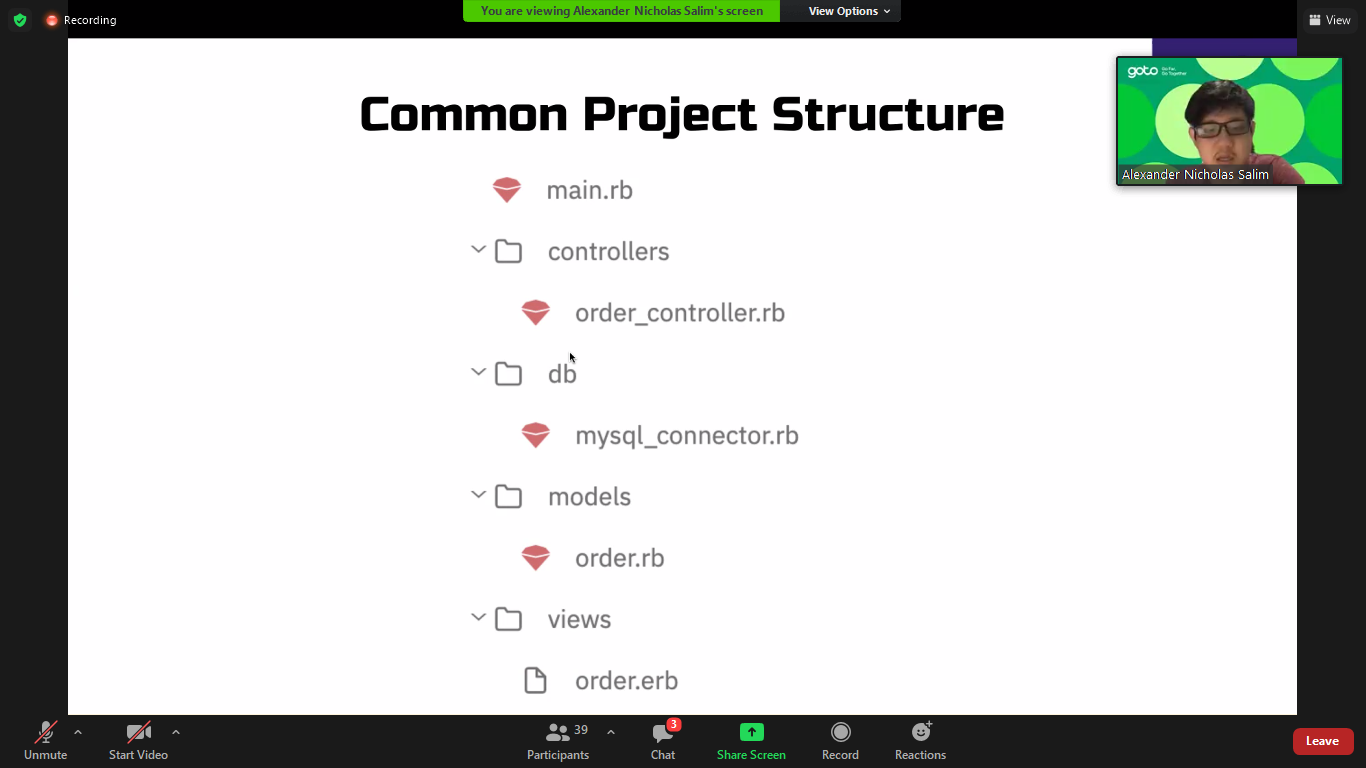 Recording
You are viewing Alexander Nicholas Salim's screen
View Options
View
Common Project Structure
goto
Alexander Nicholas Salim
main.rb
controllers
order_controller.rb
db
mysql_connector.rb
models
order.rb
views
order.erb
Unmute
Start Video
Participants
39
Chat
3
Share Screen
Record
Reactions
Leave